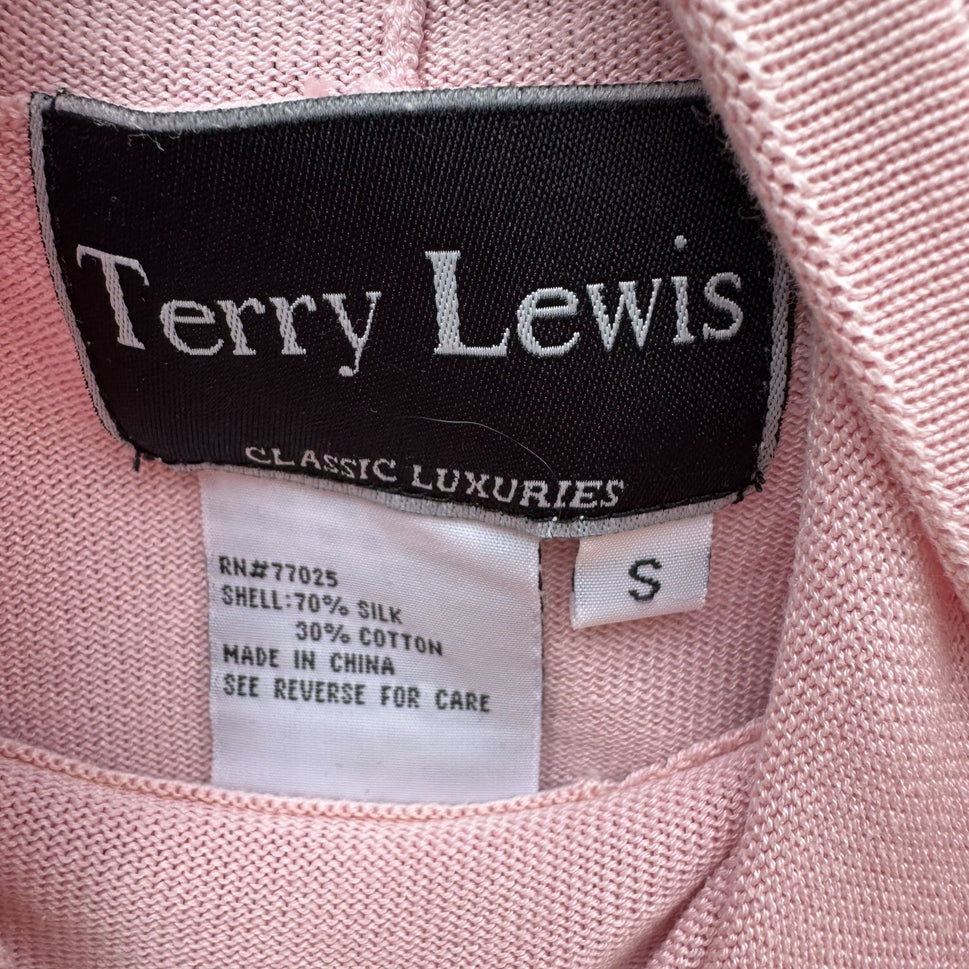 Terry Lewis
CLASSIC LUXURIES
S
RN#77025
SHELL:70% SILK
30% COTTON
MADE IN CHINA
SEE REVERSE FOR CARE